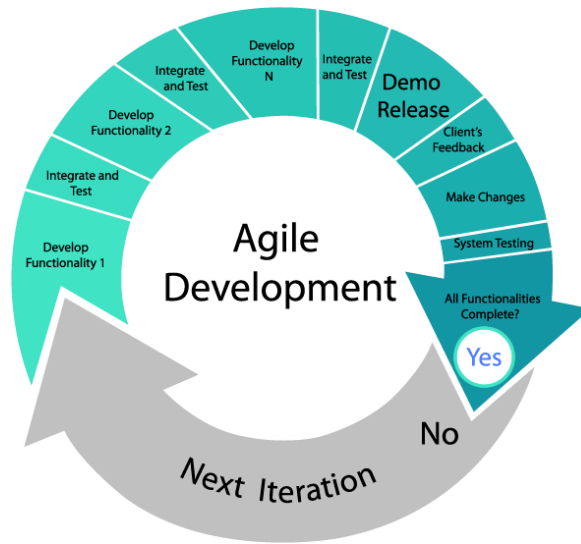 Develop
Functionality 1
Integrate and
Test
Develop
Functionality 2
Integrate
and Test
Develop
Functionality
N
Integrate
and Test
Demo
Release
Client's
Feedback
Make Changes
System Testing
All Functionalities
Complete?
Yes
No
Next Iteration
Agile
Development